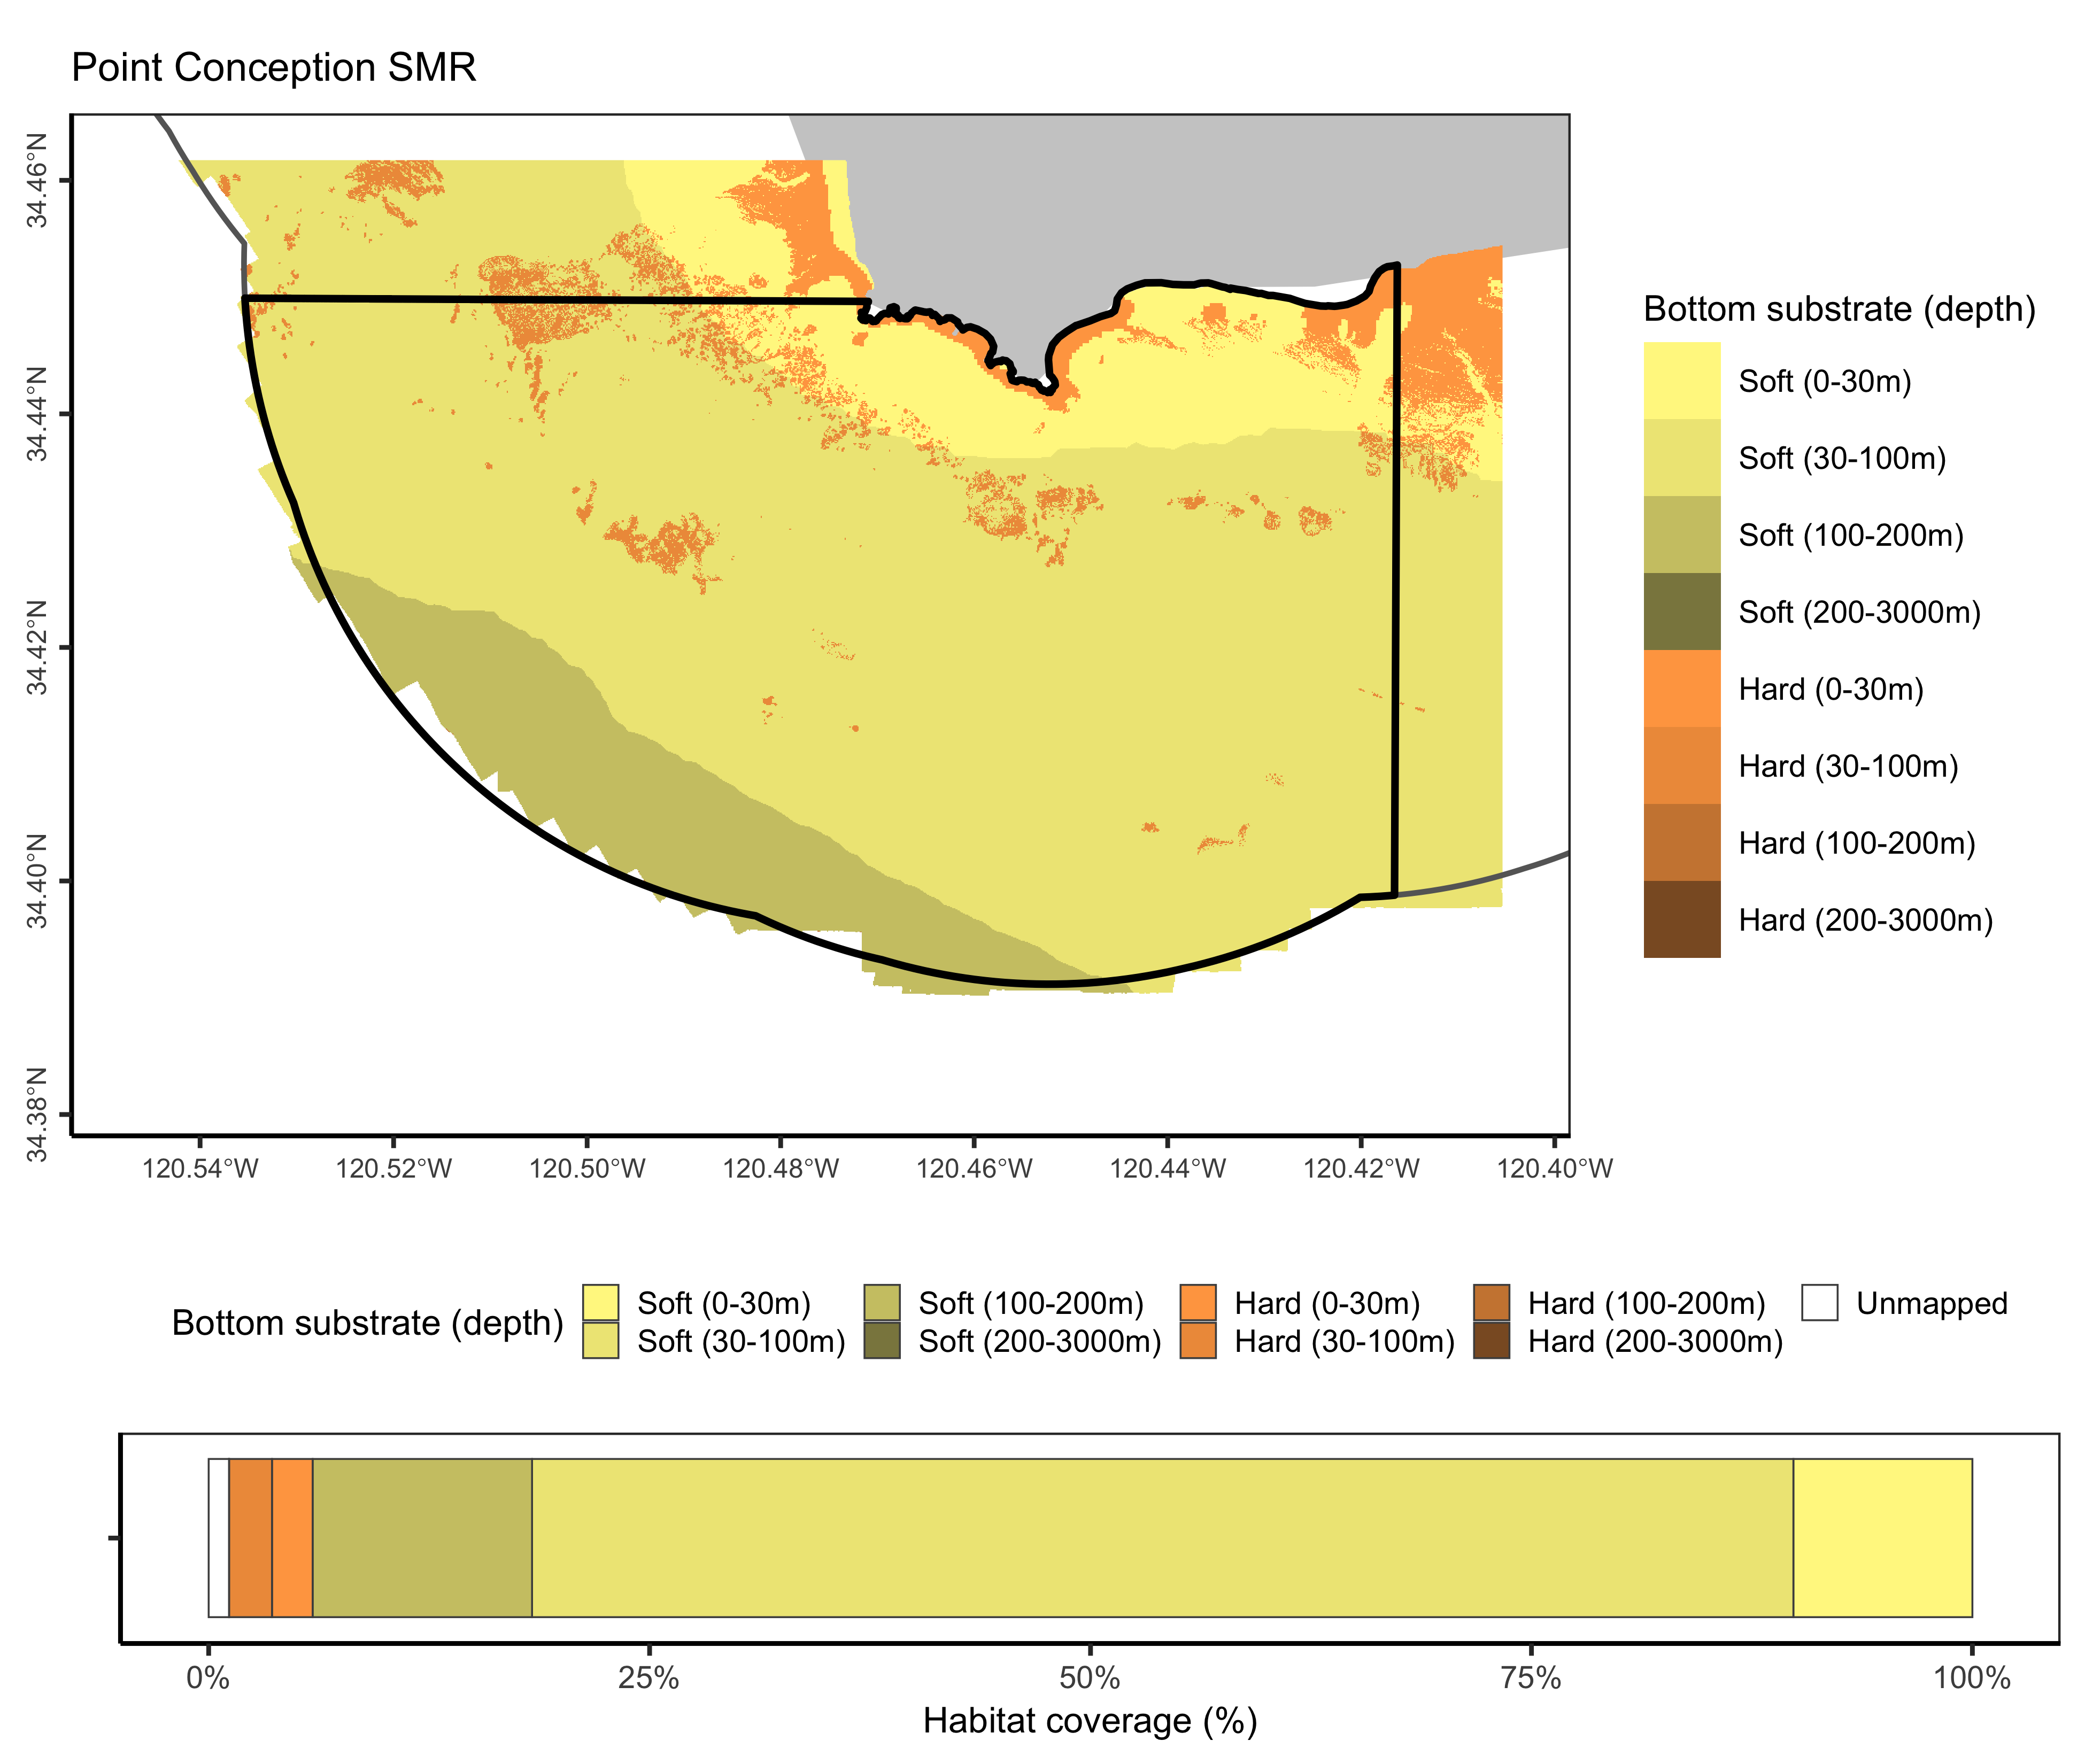 Point Conception SMR
34.46°N
34.44°N
34.42°N
34.40°N
34.38°N
120.54°W 120.52°W 120.50°W 120.48°W 120.46°W 120.44°W 120.42°W 120.40°W
Bottom substrate (depth)
Soft (0-30m)
Soft (30-100m)
Soft (100-200m)
Soft (200-3000m)
Hard (0-30m)
Hard (30-100m)
Hard (100-200m)
Hard (200-3000m)
Bottom substrate (depth)
Soft (0-30m) Soft (100-200m) Hard (0-30m) Hard (100-200m) Unmapped
Soft (30-100m) Soft (200-3000m) Hard (30-100m) Hard (200-3000m)
0% 25% 50% 75% 100%
Habitat coverage (%)